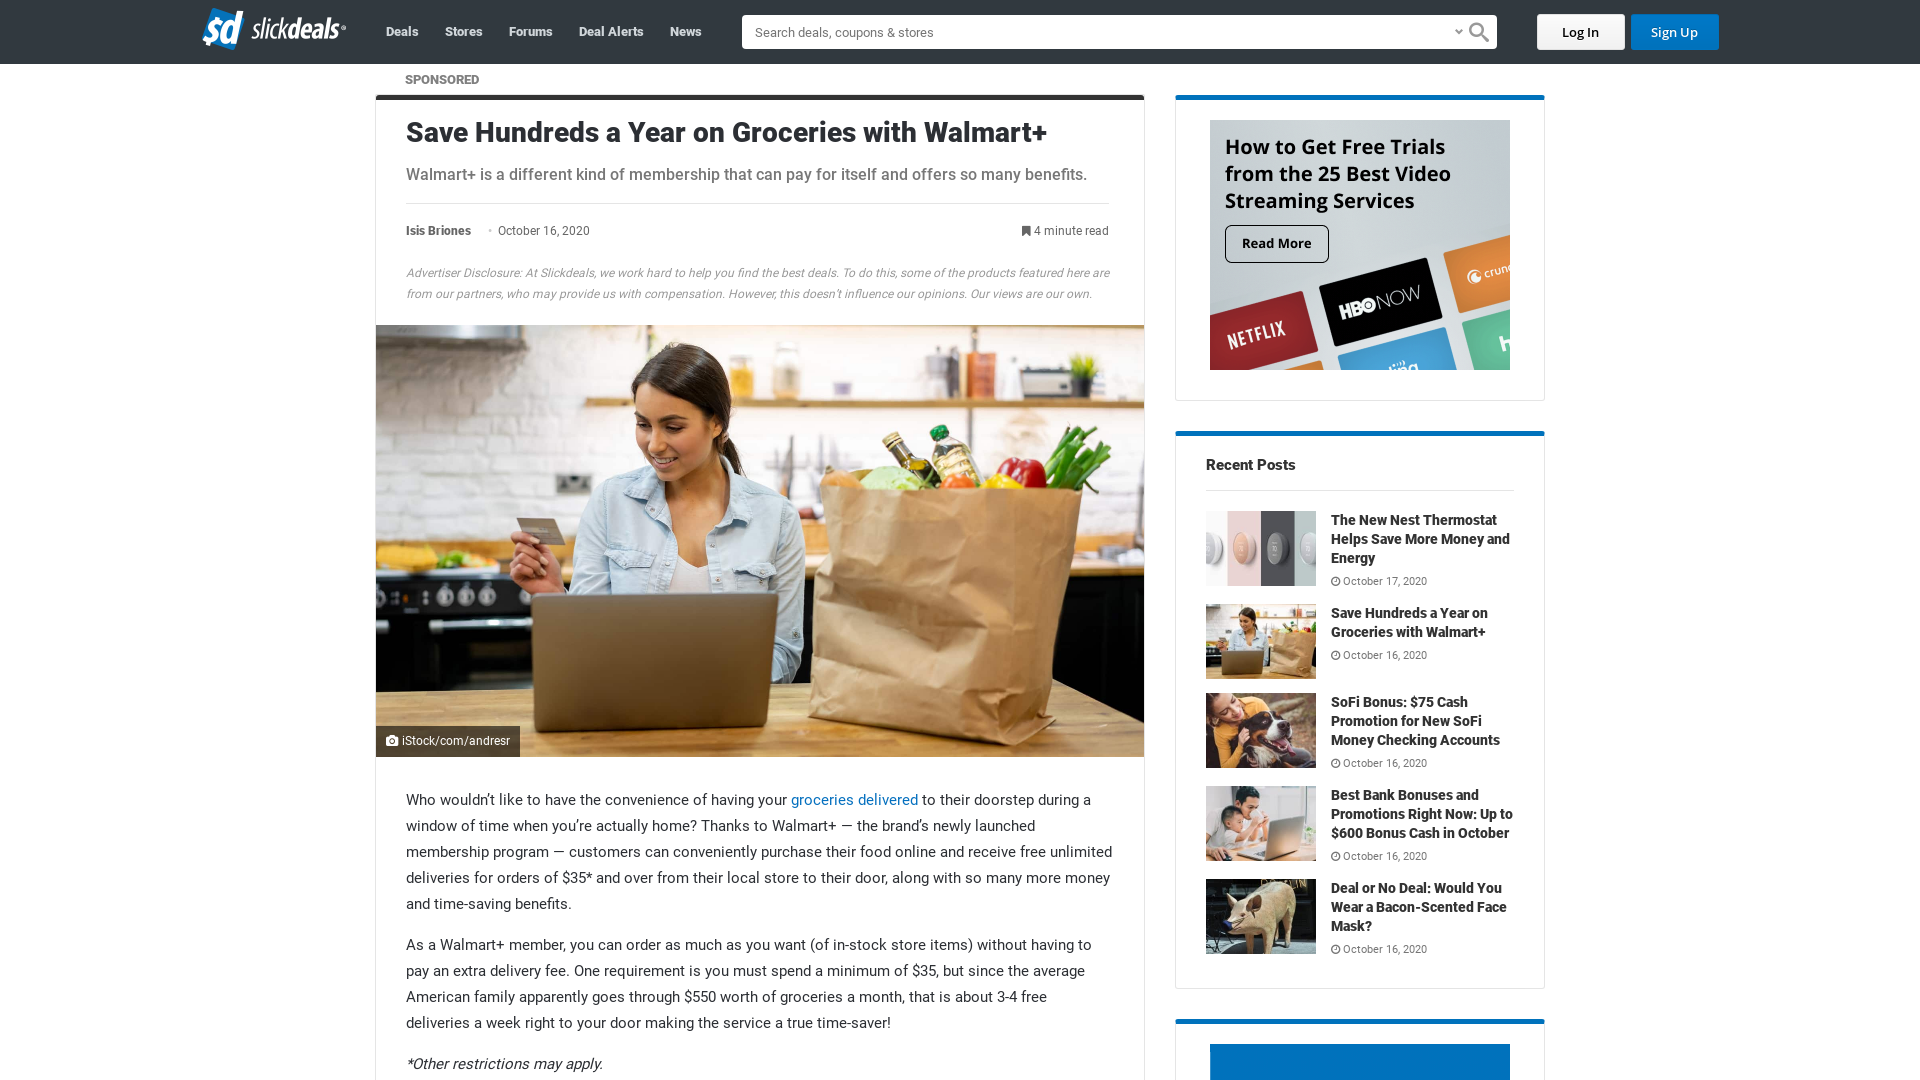 slickdeals
Deals
Stores
Forums
Deal Alerts
News
Search deals, coupons & stores
Log In
Sign Up
SPONSORED
Save Hundreds a Year on Groceries with Walmart+
Walmart+ is a different kind of membership that can pay for itself and offers so many benefits.
Isis Briones
October 16, 2020
4 minute read
Advertiser Disclosure: At Slickdeals, we work hard to help you find the best deals. To do this, some of the products featured here are
from our partners, who may provide us with compensation. However, this doesn’t influence our opinions. Our views are our own.
iStock/com/andresr
Who wouldn’t like to have the convenience of having your groceries delivered to their doorstep during a
window of time when you’re actually home? Thanks to Walmart+ — the brand’s newly launched
membership program — customers can conveniently purchase their food online and receive free unlimited
deliveries for orders of $35* and over from their local store to their door, along with so many more money
and time-saving benefits.
As a Walmart+ member, you can order as much as you want (of in-stock store items) without having to
pay an extra delivery fee. One requirement is you must spend a minimum of $35, but since the average
American family apparently goes through $550 worth of groceries a month, that is about 3-4 free
deliveries a week right to your door making the service a true time-saver!
*Other restrictions may apply.
How to Get Free Trials
from the 25 Best Video
Streaming Services
Read More
crunc
HBO NOW
NETFLIX
h
ling
Recent Posts
The New Nest Thermostat
Helps Save More Money and
Energy
October 17, 2020
Save Hundreds a Year on
Groceries with Walmart+
October 16, 2020
SoFi Bonus: $75 Cash
Promotion for New SoFi
Money Checking Accounts
October 16, 2020
Best Bank Bonuses and
Promotions Right Now: Up to
$600 Bonus Cash in October
October 16, 2020
Deal or No Deal: Would You
Wear a Bacon-Scented Face
Mask?
October 16, 2020